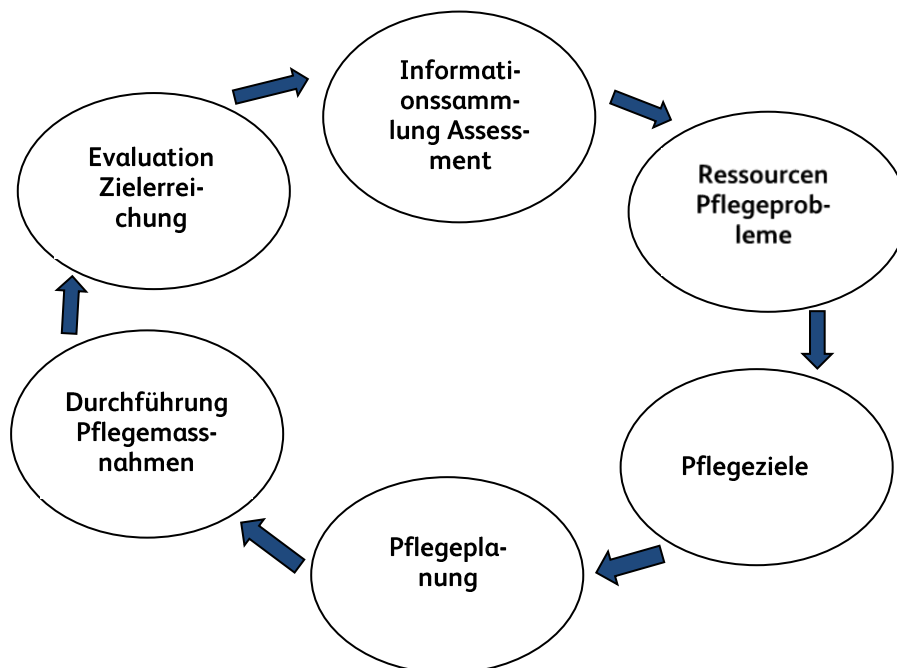 Informati-
onssamm-
lung Assess-
ment
Ressourcen
Pflegeprob-
leme
Pflegeziele
Pflegepla-
nung
Durchführung
Pflegemass-
nahmen
Evaluation
Zielerrei-
chung